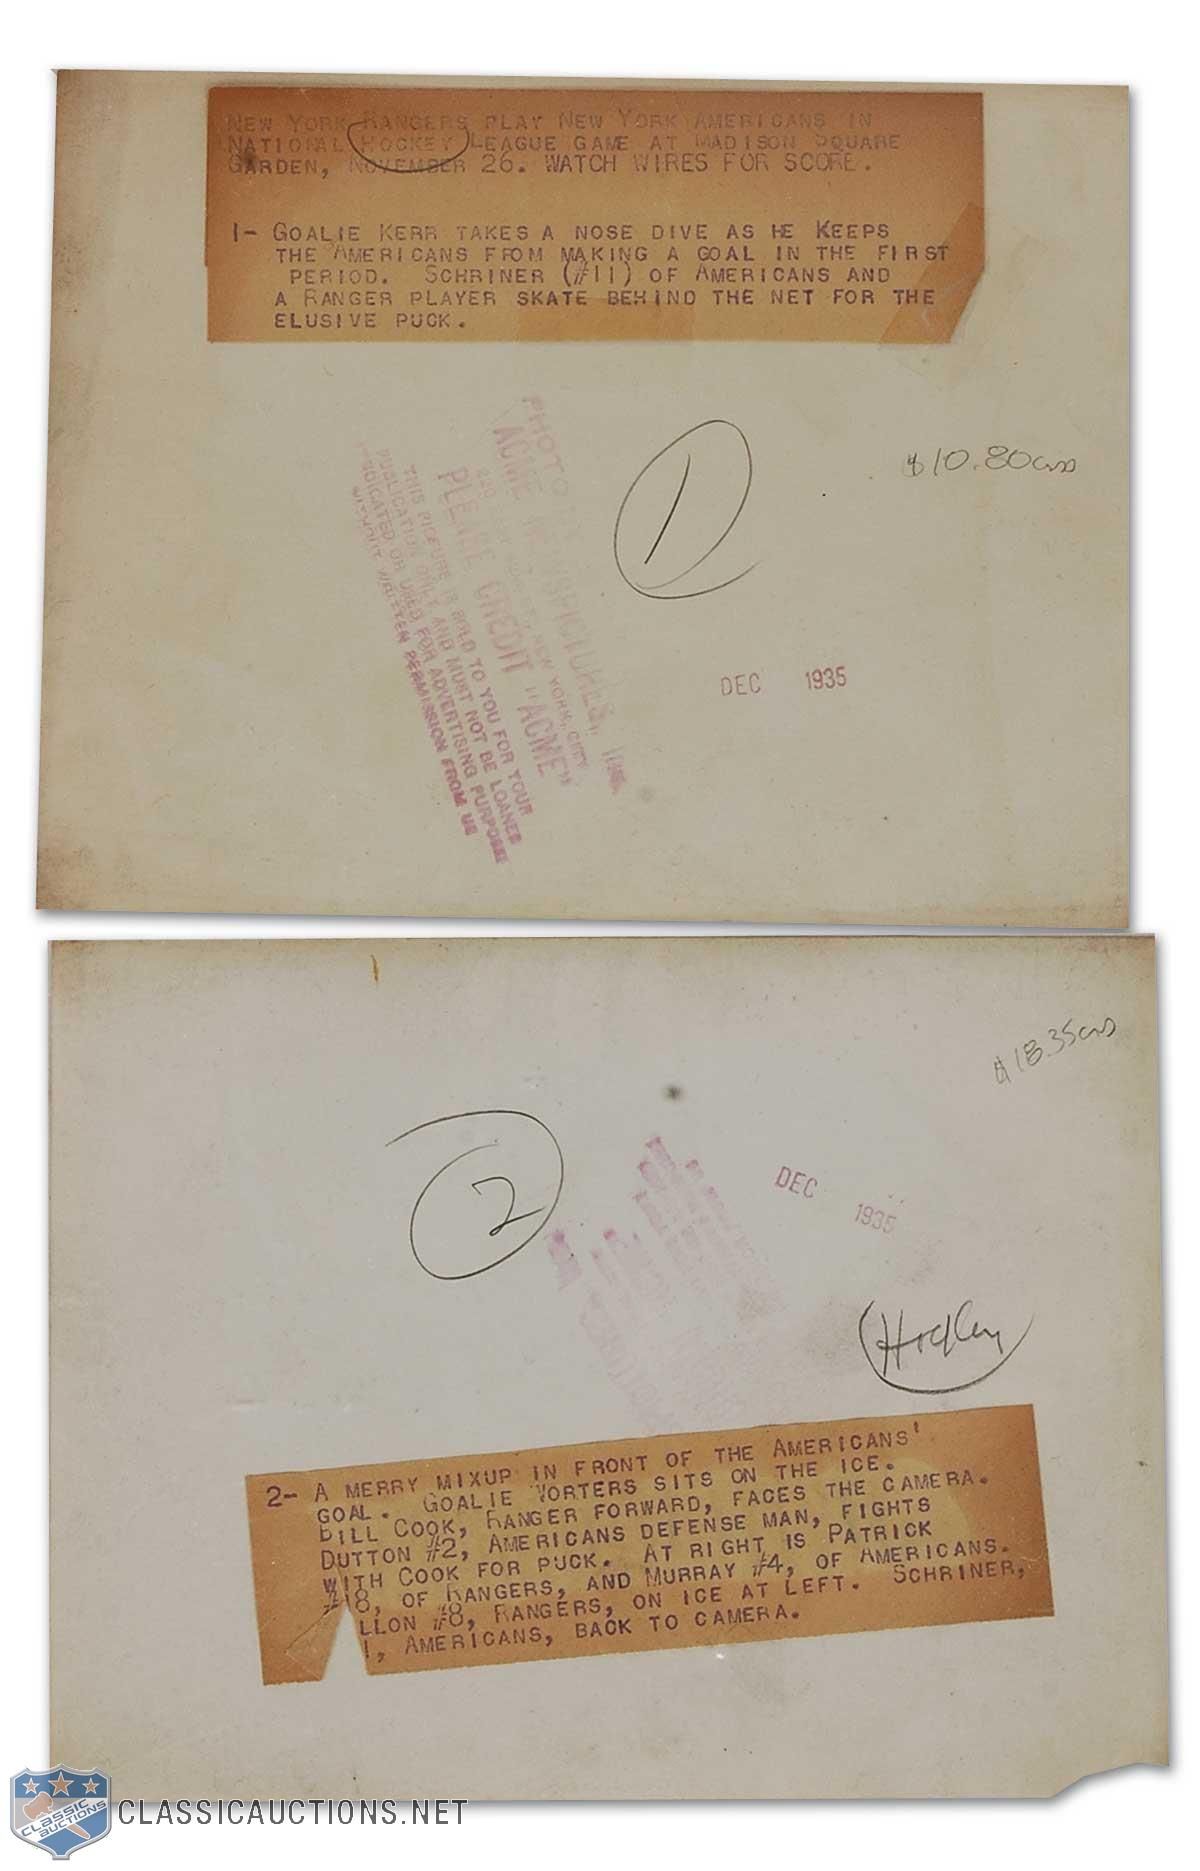 NEW YORK RANGERS PLAY NEW YORK AMERICANS IN
NATIONAL HOCKEY LEAGUE GAME AT MADISON SQUARE
GARDEN, NOVEMBER 26. WATCH WIRES FOR SCORE.
1- GOALIE KERR TAKES A NOSE DIVE AS HE KEEPS
THE AMERICANS FROM MAKING A GOAL IN THE FIRST
PERIOD. SCHRINER (#11) OF AMERICANS AND
A RANGER PLAYER SKATE BEHIND THE NET FOR THE
ELUSIVE PUCK.
PHOTO BY
"ACME NEWSPICTURES, INC.
NEW YORK CITY
PLEASE CREDIT "ACME"
THIS PICTURE IS SOLD TO YOU FOR YOUR
PUBLICATION ONLY AND MUST NOT BE LOANED
SYNDICATED OR USED FOR ADVERTISING PURPOSES
WITHOUT WRITTEN PERMISSION FROM US
1
$10.80
DEC 1935
$18.35
2
DEC 1935
Hockey
2- A MERRY MIXUP IN FRONT OF THE AMERICANS'
GOAL. GOALIE WORTERS SITS ON THE ICE.
BILL COOK, RANGER FORWARD, FACES THE CAMERA.
DUTTON #2, AMERICANS DEFENSE MAN, FIGHTS
WITH COOK FOR PUCK. AT RIGHT IS PATRICK
#18, OF RANGERS, AND MURRAY #4, OF AMERICANS.
LLON #8, RANGERS, ON ICE AT LEFT. SCHRINER,
, AMERICANS, BACK TO CAMERA.
CLASSIC AUCTIONS
CLASSICAUCTIONS.NET